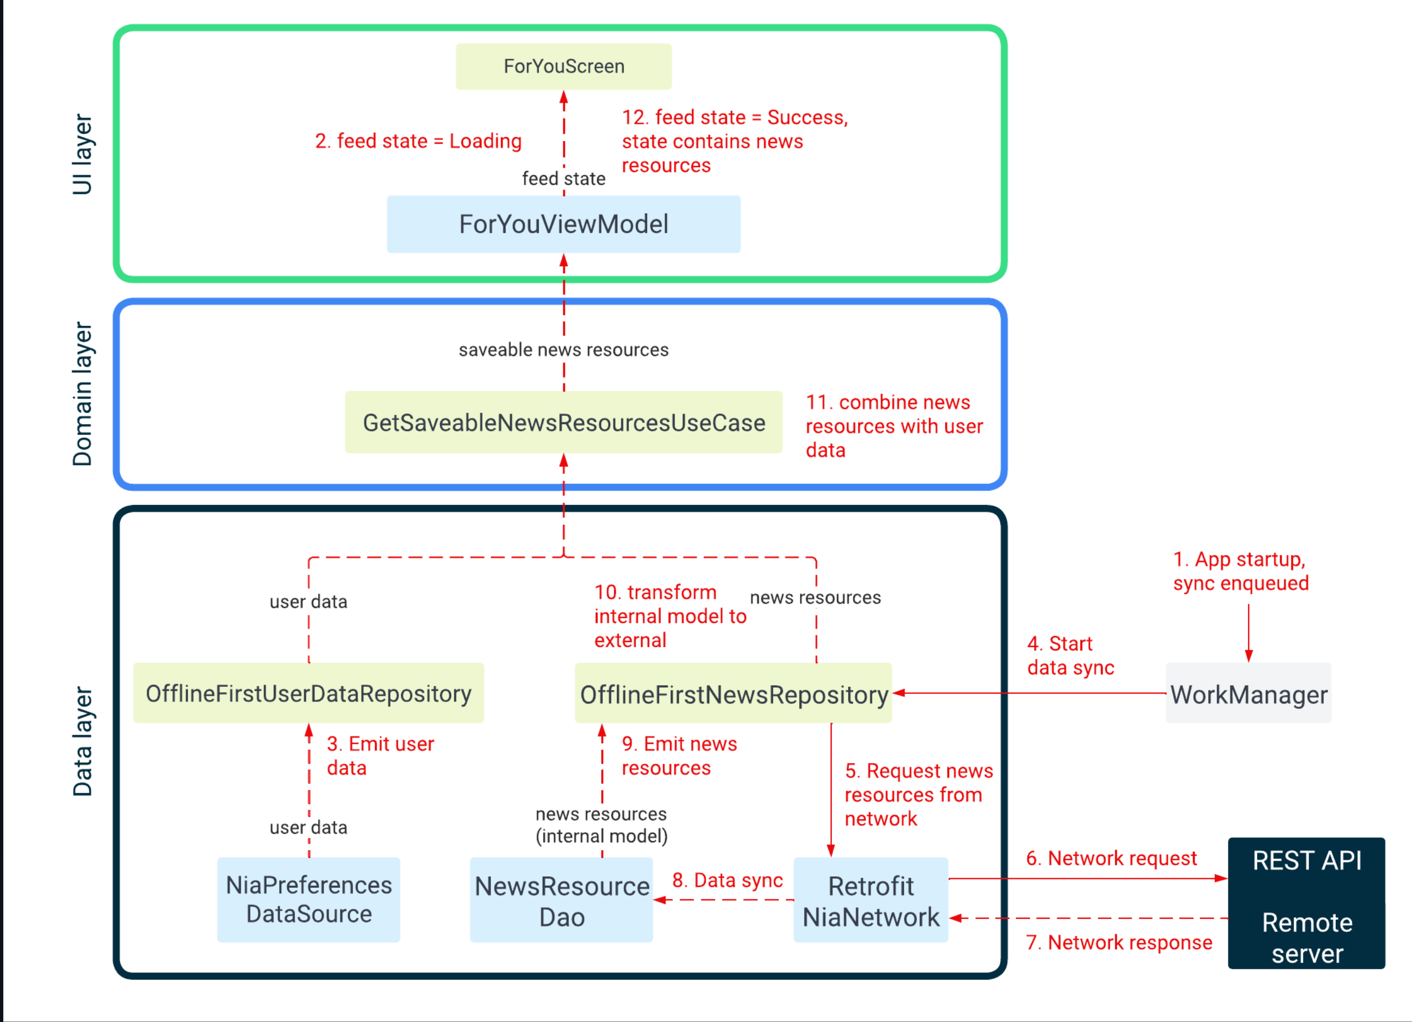 UI layer
ForYouScreen
2. feed state = Loading
12. feed state = Success,
state contains news
resources
feed state
ForYouViewModel
Domain layer
saveable news resources
GetSaveableNewsResourcesUseCase
11. combine news
resources with user
data
Data layer
user data
10. transform
internal model to
external
news resources
1. App startup,
sync enqueued
OfflineFirstUserDataRepository
OfflineFirstNewsRepository
4. Start
data sync
WorkManager
3. Emit user
data
9. Emit news
resources
5. Request news
resources from
network
user data
news resources
(internal model)
NiaPreferences
DataSource
NewsResource
Dao
8. Data sync
Retrofit
NiaNetwork
6. Network request
7. Network response
REST API
Remote
server